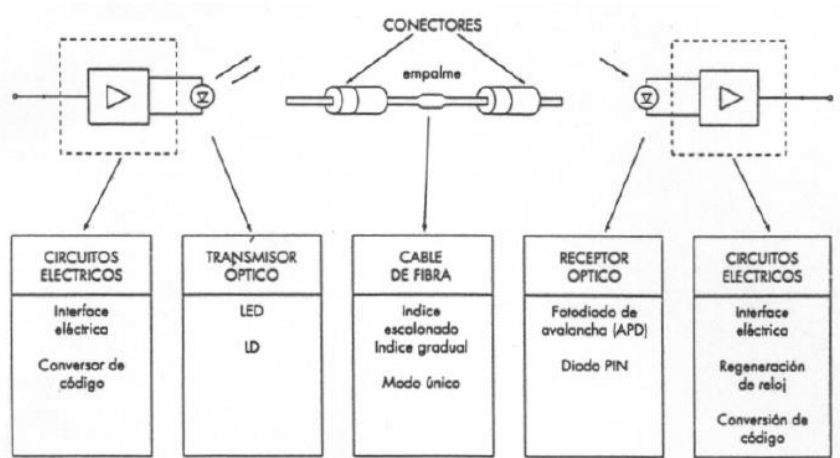 CONECTORES
empalme
CIRCUITOS
ELECTRICOS
Interface
eléctrica
Conversor de
código
TRANSMISOR
ÓPTICO
LED
LD
CABLE
DE FIBRA
Indice
escalonado
Indice gradual
Modo único
RECEPTOR
OPTICO
Fotodiodo de
avalancha (APD)
Diodo PIN
CIRCUITOS
ELECTRICOS
Interface
eléctrica
Regeneración
de reloj
Conversión de
código